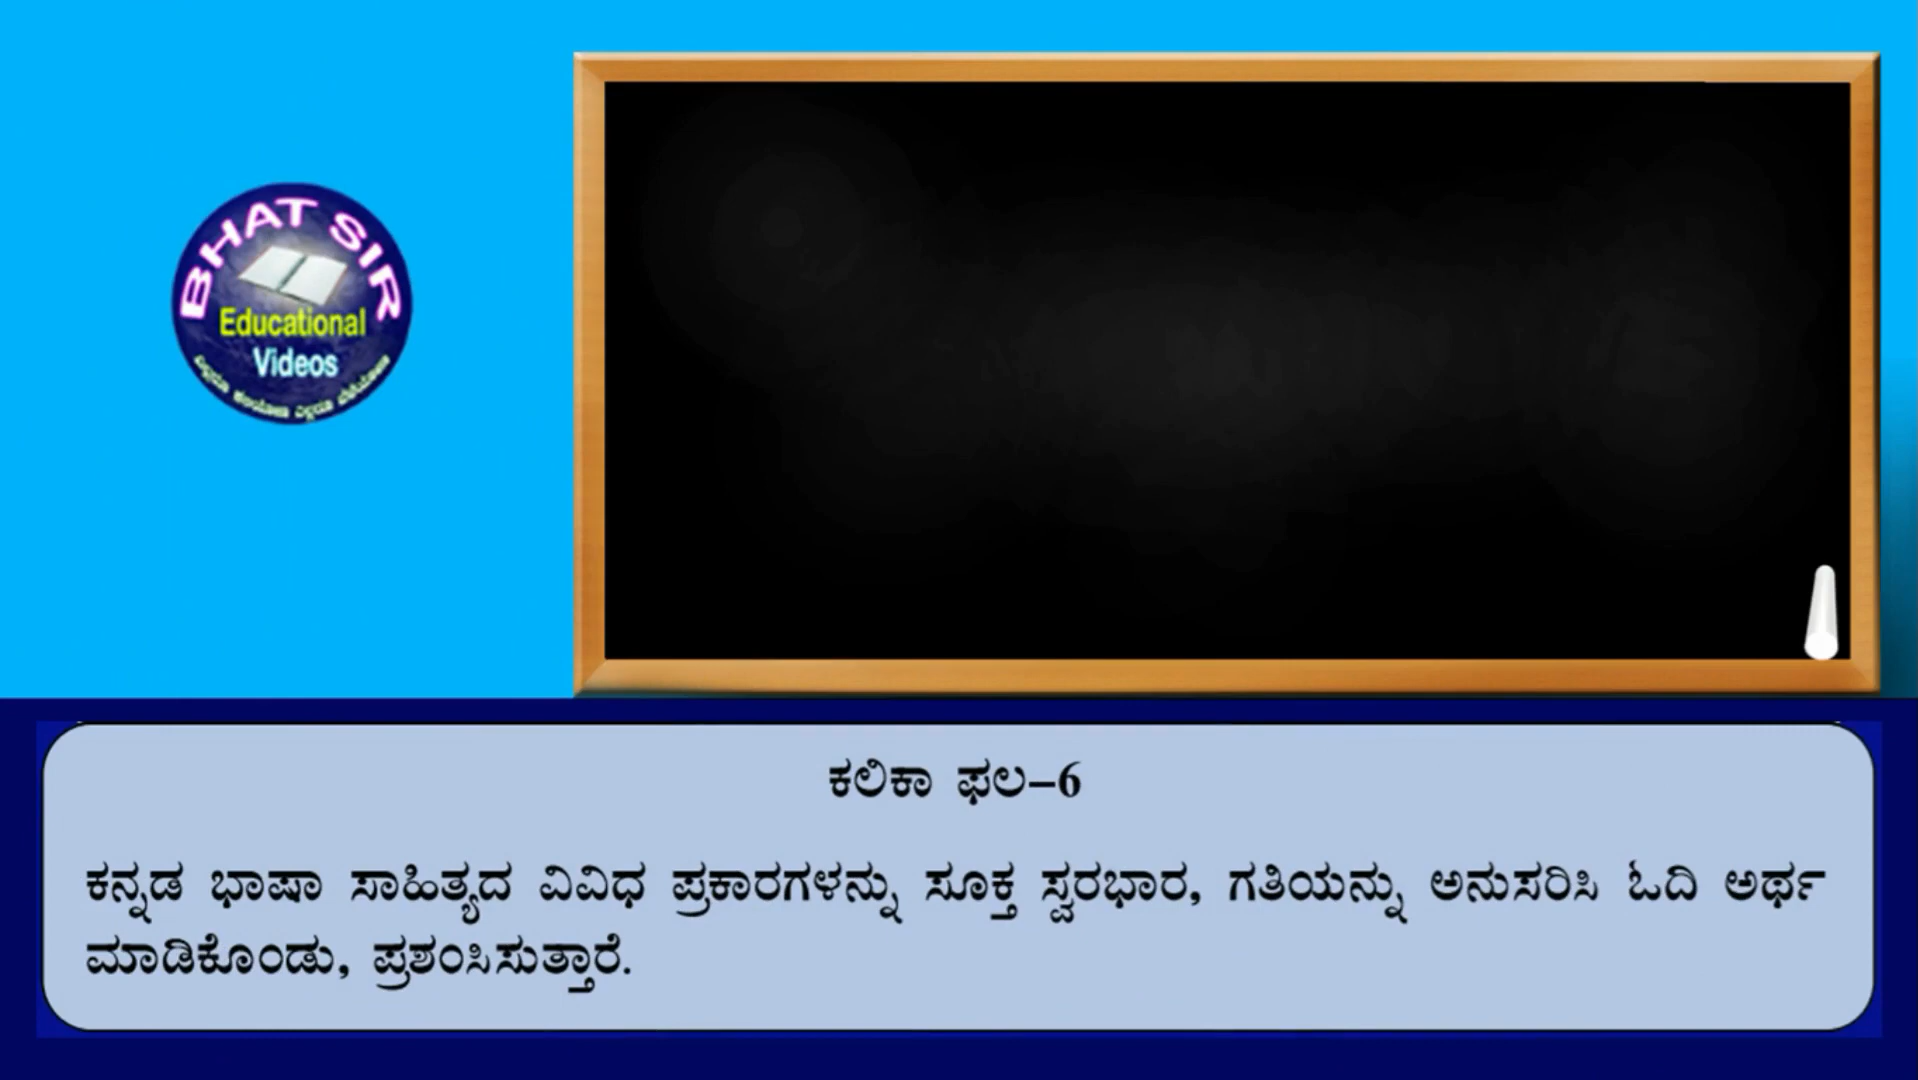 BHAT SIR
Educational
Videos
ಕಲಿಕಾ ಫಲ–6
ಕನ್ನಡ ಭಾಷಾ ಸಾಹಿತ್ಯದ ವಿವಿಧ ಪ್ರಕಾರಗಳನ್ನು ಸೂಕ್ತ ಸ್ವರಭಾರ, ಗತಿಯನ್ನು ಅನುಸರಿಸಿ ಓದಿ ಅರ್ಥ
ಮಾಡಿಕೊಂಡು, ಪ್ರಶಂಸಿಸುತ್ತಾರೆ.